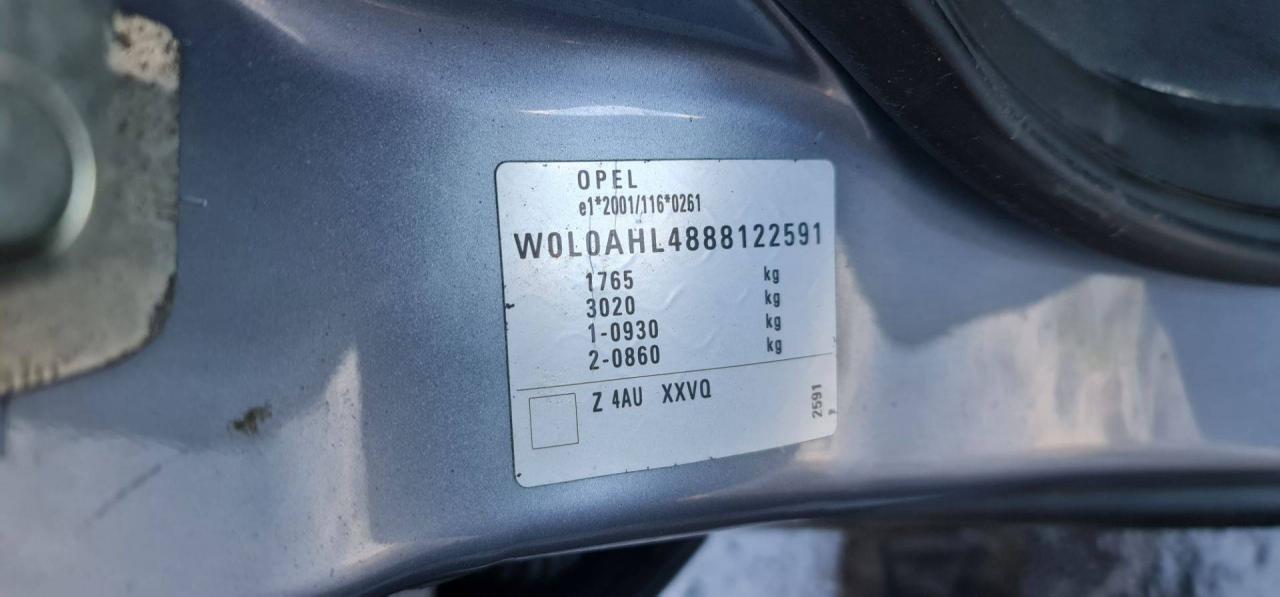 OPEL
e1*2001/116*0261
W0L0AHL4888122591
1765 kg
3020 kg
1-0930 kg
2-0860 kg
Z 4AU XXVQ
2591